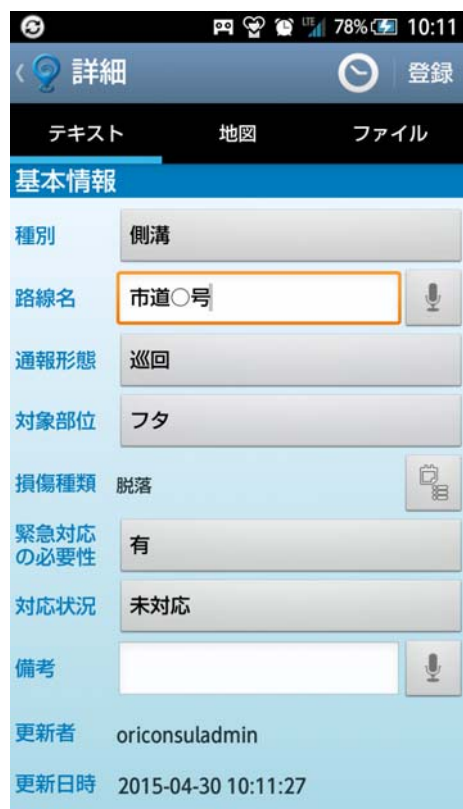 LTE 78% 10:11
詳細 登録
テキスト 地図 ファイル
基本情報
種別 側溝
路線名 市道○号
通報形態 巡回
対象部位 フタ
損傷種類 脱落
緊急対応
の必要性 有
対応状況 未対応
備考
更新者 oriconsuladmin
更新日時 2015-04-30 10:11:27